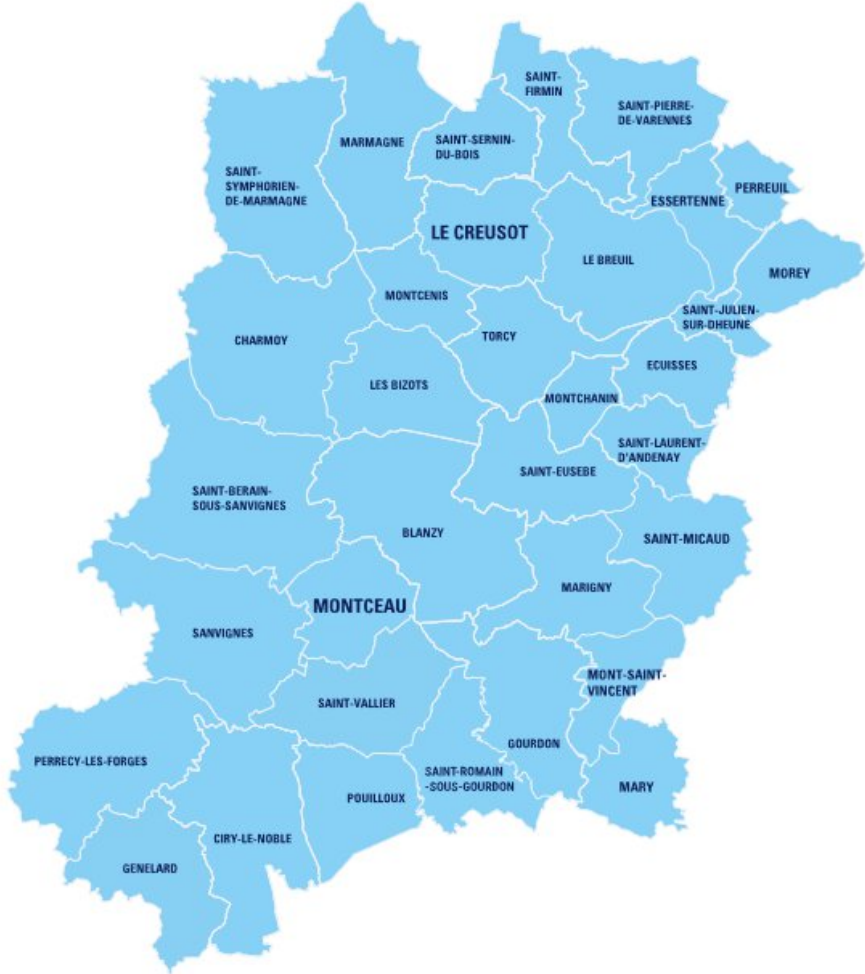 SAINT-
FIRMIN
SAINT-PIERRE-
DE-VARENNES
MARMAGNE
SAINT-SERNIN-
DU-BOIS
SAINT-
SYMPHORIEN-
DE-MARMAGNE
PERREUIL
ESSERTENNE
LE CREUSOT
LE BREUIL
MOREY
MONTCENIS
SAINT-JULIEN-
SUR-DHEUNE
CHARMOY
TORCY
ECUISSES
LES BIZOTS
MONTCHANIN
SAINT-LAURENT-
D'ANDENAY
SAINT-EUSEBE
SAINT-BERAIN-
SOUS-SANVIGNES
BLANZY
SAINT-MICAUD
MARIGNY
MONTCEAU
SANVIGNES
MONT-SAINT-
VINCENT
SAINT-VALLIER
GOURDON
PERRECY-LES-FORGES
SAINT-ROMAIN
-SOUS-GOURDON
MARY
POUILLOUX
CIRY-LE-NOBLE
GENELARD